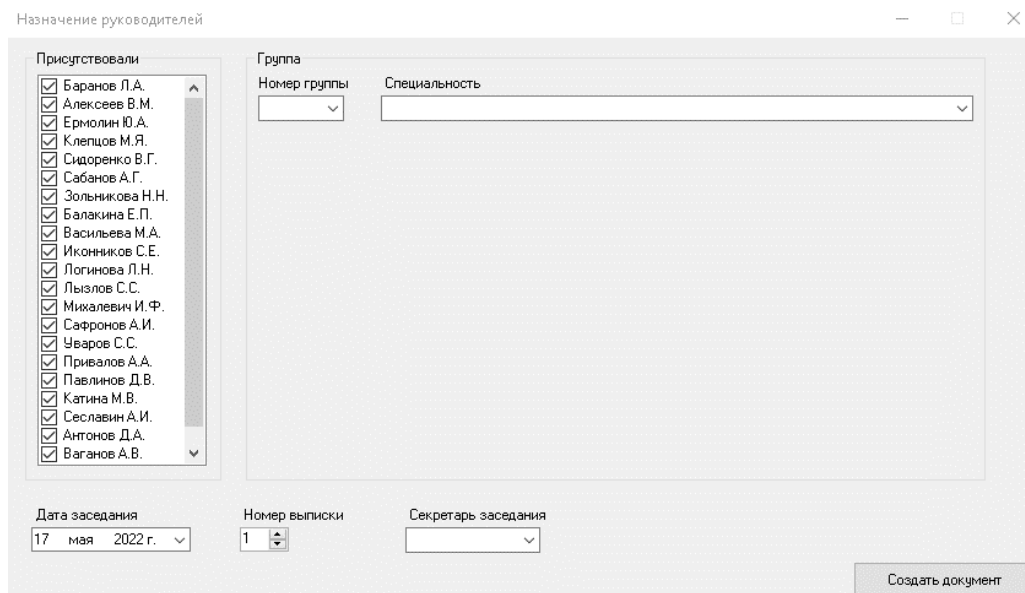 Назначение руководителей
Присутствовали
Баранов Л.А.
Алексеев В.М.
Ермолин Ю.А.
Клепцов М.Я.
Сидоренко В.Г.
Сабанов А.Г.
Зольникова Н.Н.
Балакина Е.П.
Васильева М.А.
Иконников С.Е.
Логинова Л.Н.
Лызлов С.С.
Михалевич И.Ф.
Сафронов А.И.
Уваров С.С.
Привалов А.А.
Павлинов Д.В.
Катина М.В.
Сеславин А.И.
Антонов Д.А.
Ваганов А.В.
Группа
Номер группы Специальность
Дата заседания Номер выписки Секретарь заседания
17 мая 2022 г. 1
Создать документ